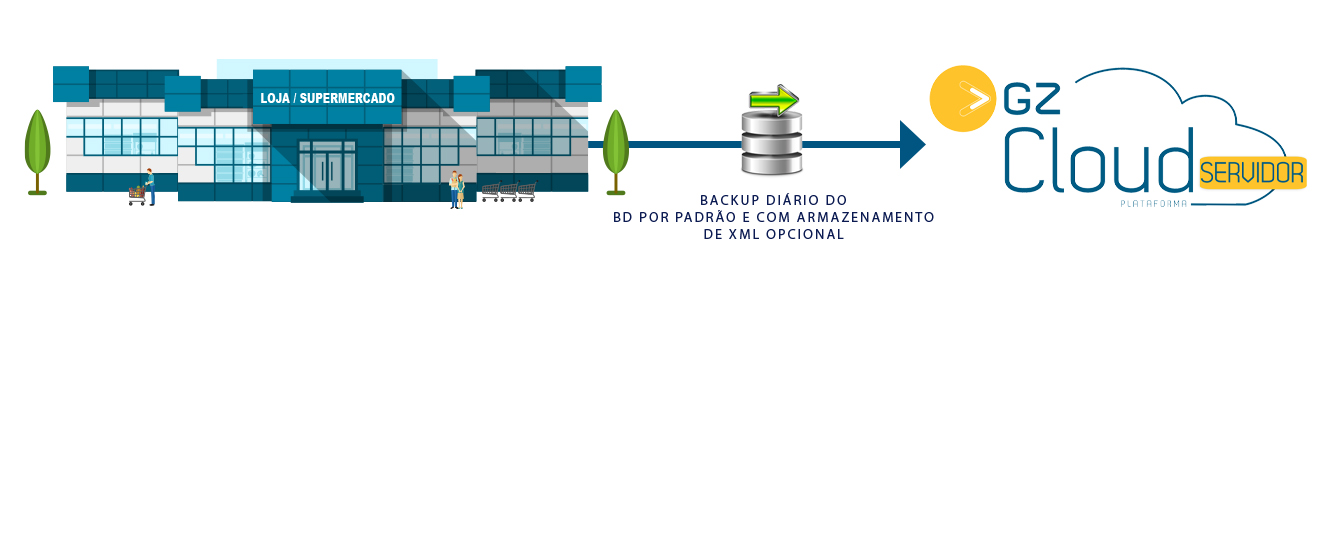 LOJA / SUPERMERCADO
BACKUP DIÁRIO DO
BD POR PADRÃO E COM ARMAZENAMENTO
DE XML OPCIONAL
GZ
Cloud
SERVIDOR
PLATAFORMA